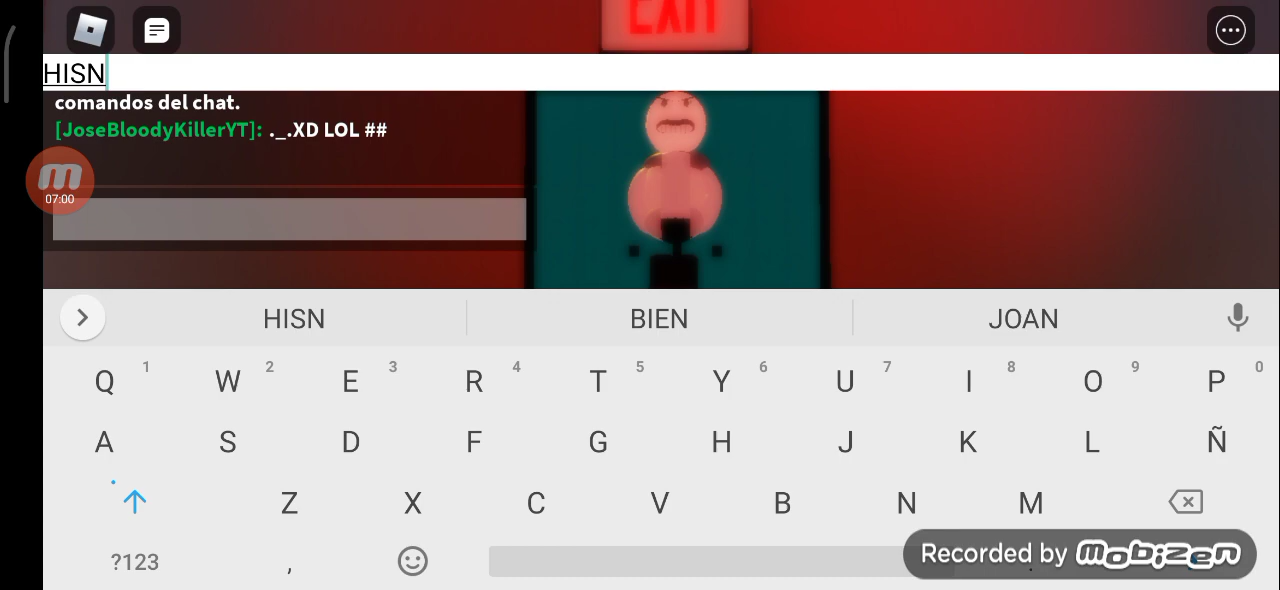 EXIT
HISN
comandos del chat.
[JoseBloodyKillerYT]: ._.XD LOL ##
m
07:00
HISN BIEN JOAN
Q 1 W 2 E 3 R 4 T 5 Y 6 U 7 I 8 O 9 P 0
A S D F G H J K L Ñ
Z X C V B N M
?123 , .
Recorded by mobizen